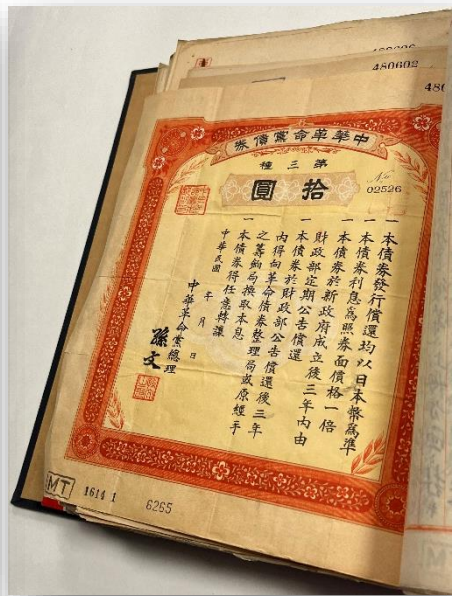 480606
480602
480
中華革命黨債券
第三種
拾圓
No 02526
一本債券發行償還均以日本幣爲準
一本債券利息爲照券面價格一倍
一本債券於新政府成立後三年內由
財政部定期公告償還
一本債券於財政部公告償還後三年
內得向革命債券整理局或原經手
之籌餉局換取本息
一本債券得任意轉讓
中華民國 年 月 日
中華革命黨總理
孫文
MT
1614 1
6265